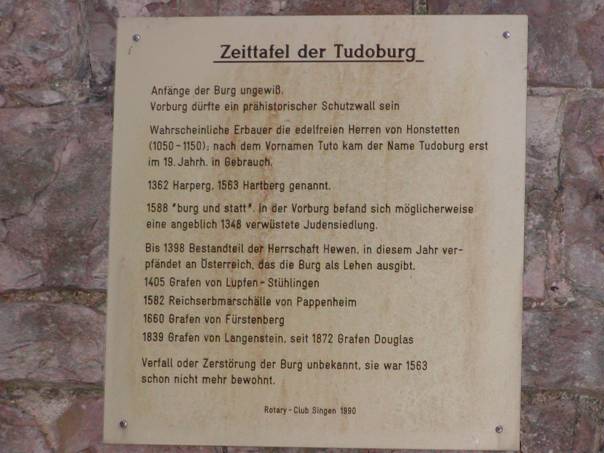 Zeittafel der Tudoburg
Anfänge der Burg ungewiß.
Vorburg dürfte ein prähistorischer Schutzwall sein
Wahrscheinliche Erbauer die edelfreien Herren von Honstetten
(1050-1150); nach dem Vornamen Tuto kam der Name Tudoburg erst
im 19. Jahrh. in Gebrauch.
1362 Harperg, 1563 Hartberg genannt.
1588 "burg und statt". In der Vorburg befand sich möglicherweise
eine angeblich 1348 verwüstete Judensiedlung.
Bis 1398 Bestandteil der Herrschaft Hewen, in diesem Jahr ver-
pfändet an Österreich, das die Burg als Lehen ausgibt.
1405 Grafen von Lupfen-Stühlingen
1582 Reichserbmarschälle von Pappenheim
1660 Grafen von Fürstenberg
1839 Grafen von Langenstein, seit 1872 Grafen Douglas
Verfall oder Zerstörung der Burg unbekannt, sie war 1563
schon nicht mehr bewohnt.
Rotary-Club Singen 1990